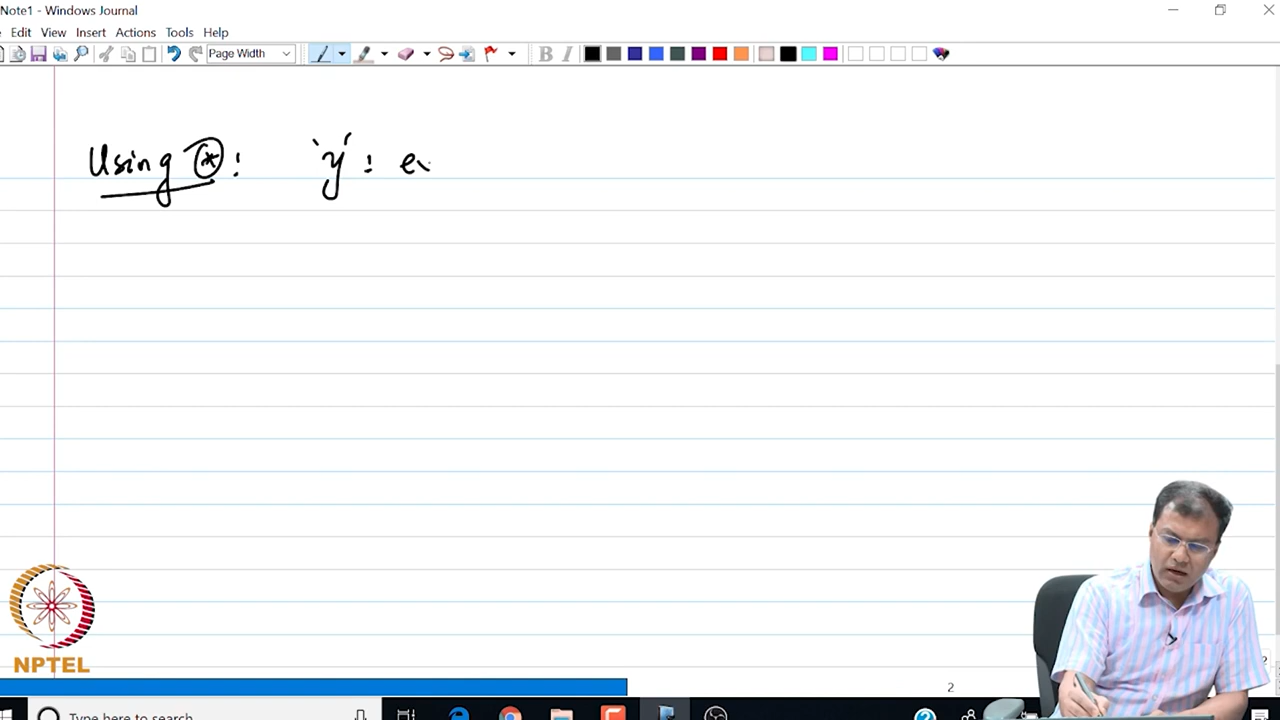 Note1 - Windows Journal
Edit View Insert Actions Tools Help
Page Width B I
Using ⊛: 'y': ex
NPTEL
2
Type here to search